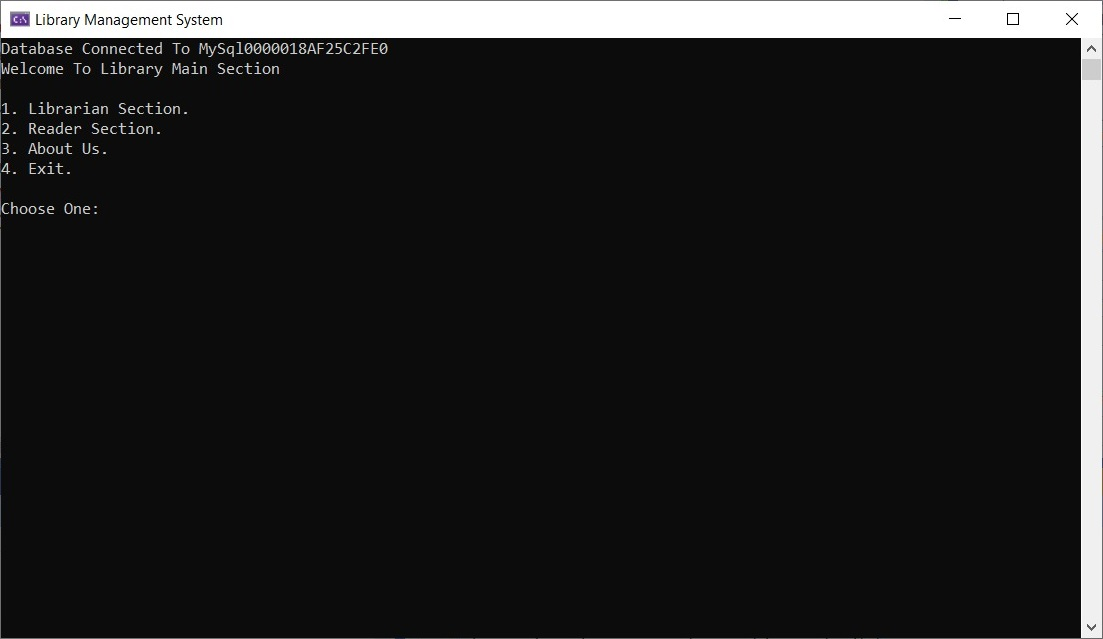 Library Management System
Database Connected To MySql0000018AF25C2FE0
Welcome To Library Main Section
1. Librarian Section.
2. Reader Section.
3. About Us.
4. Exit.
Choose One: